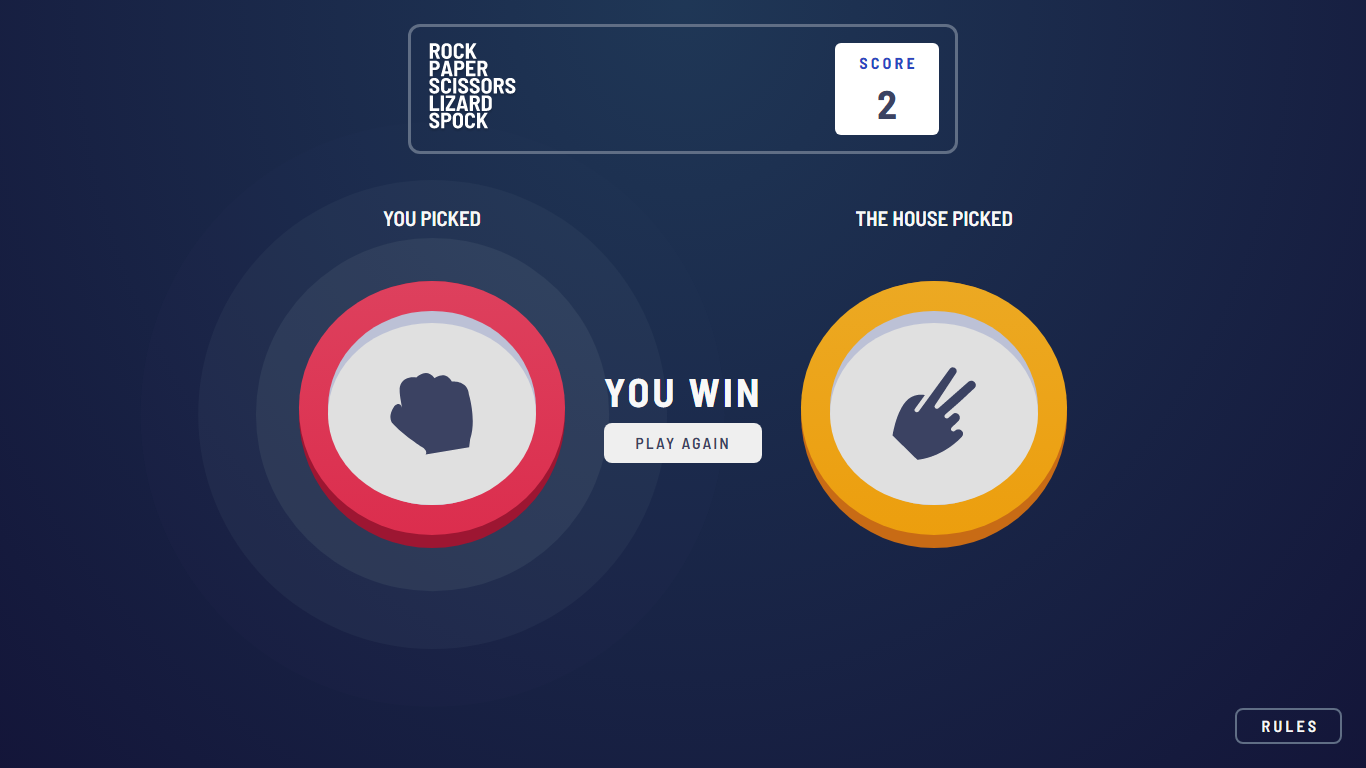 ROCK
PAPER
SCISSORS
LIZARD
SPOCK
SCORE
2
YOU PICKED
THE HOUSE PICKED
YOU WIN
PLAY AGAIN
RULES